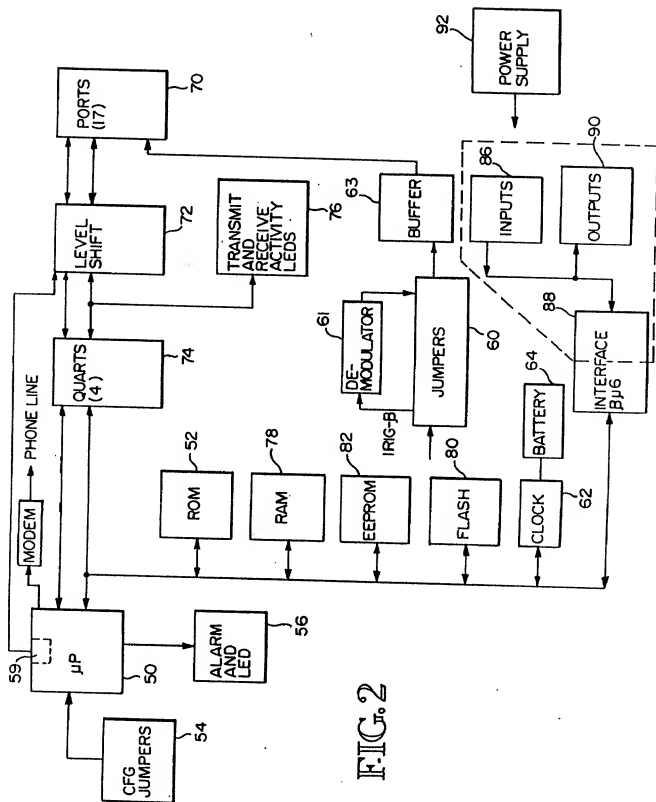 92
POWER
SUPPLY
PORTS
(17)
70
LEVEL
SHIFT
72
QUARTS
(4)
74
TRANSMIT
AND
RECEIVE
ACTIVITY
LEDS
76
PHONE LINE
MODEM
59
µP
50
CFG
JUMPERS
54
ALARM AND
LED
56
ROM
52
RAM
78
EEPROM
82
FLASH
80
CLOCK
62
BATTERY
64
IRIG-B
DE-
MODULATOR
61
JUMPERS
60
BUFFER
63
INPUTS
86
OUTPUTS
90
INTERFACE
Bµ6
88
FIG.2